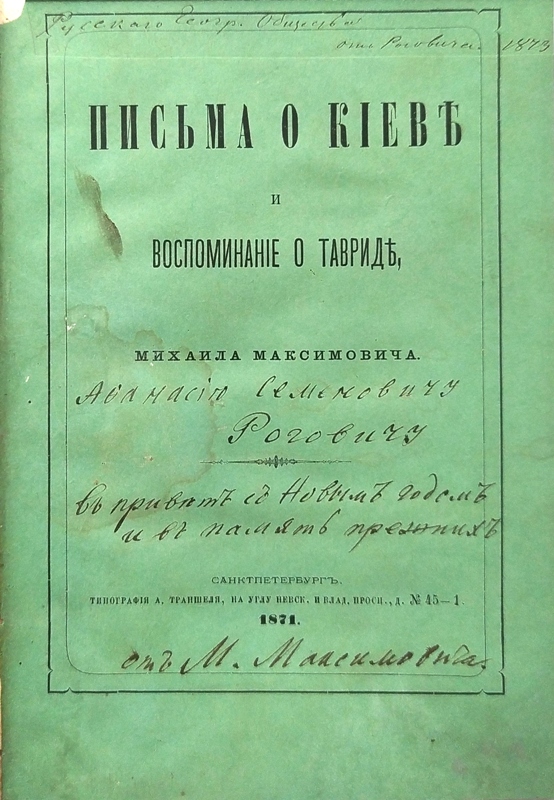 Русскаго Геогр. Общества
отъ Роговича. 1873
ПИСЬМА О КІЕВѢ
И
ВОСПОМИНАНІЕ О ТАВРИДѢ,
МИХАИЛА МАКСИМОВИЧА.
Аѳанасію Семеновичу
Роговичу
въ привѣтъ съ Новымъ годомъ
и въ память прежнихъ
САНКТПЕТЕРБУРГЪ.
ТИПОГРАФІЯ А. ТРАНШЕЛЯ, НА УГЛУ НЕВСК. И ВЛАД. ПРОСП., Д. № 45—1.
1871.
отъ М. Максимовича.